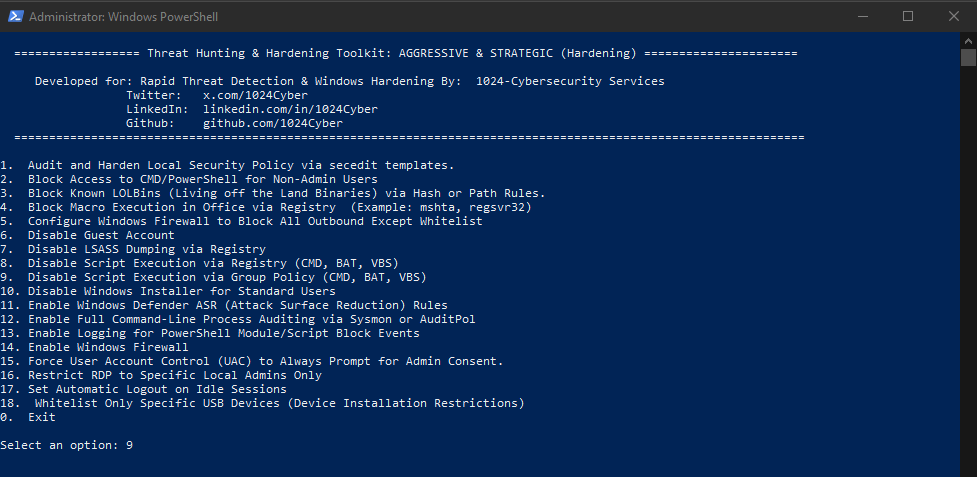 Administrator: Windows PowerShell
================== Threat Hunting & Hardening Toolkit: AGGRESSIVE & STRATEGIC (Hardening) ======================
Developed for: Rapid Threat Detection & Windows Hardening By:  1024-Cybersecurity Services
Twitter:   x.com/1024Cyber
LinkedIn:  linkedin.com/in/1024Cyber
Github:    github.com/1024Cyber
=================================================================================================================
1.  Audit and Harden Local Security Policy via secedit templates.
2.  Block Access to CMD/PowerShell for Non-Admin Users
3.  Block Known LOLBins (Living off the Land Binaries) via Hash or Path Rules.
4.  Block Macro Execution in Office via Registry  (Example: mshta, regsvr32)
5.  Configure Windows Firewall to Block All Outbound Except Whitelist
6.  Disable Guest Account
7.  Disable LSASS Dumping via Registry
8.  Disable Script Execution via Registry (CMD, BAT, VBS)
9.  Disable Script Execution via Group Policy (CMD, BAT, VBS)
10. Disable Windows Installer for Standard Users
11. Enable Windows Defender ASR (Attack Surface Reduction) Rules
12. Enable Full Command-Line Process Auditing via Sysmon or AuditPol
13. Enable Logging for PowerShell Module/Script Block Events
14. Enable Windows Firewall
15. Force User Account Control (UAC) to Always Prompt for Admin Consent.
16. Restrict RDP to Specific Local Admins Only
17. Set Automatic Logout on Idle Sessions
18.  Whitelist Only Specific USB Devices (Device Installation Restrictions)
0.  Exit
Select an option: 9